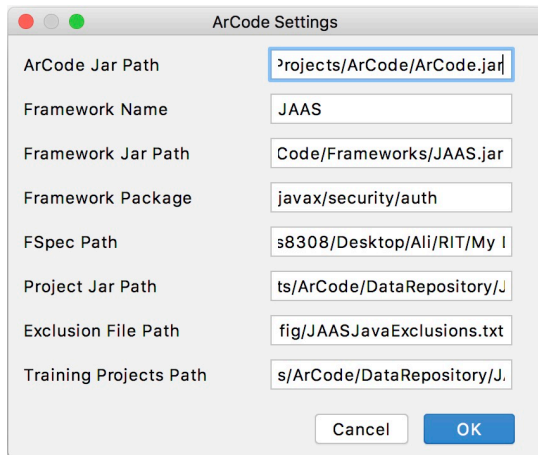 ArCode Settings
ArCode Jar Path Projects/ArCode/ArCode.jar
Framework Name JAAS
Framework Jar Path Code/Frameworks/JAAS.jar
Framework Package javax/security/auth
FSpec Path s8308/Desktop/Ali/RIT/My
Project Jar Path ts/ArCode/DataRepository/J
Exclusion File Path fig/JAASJavaExclusions.txt
Training Projects Path s/ArCode/DataRepository/J
Cancel OK